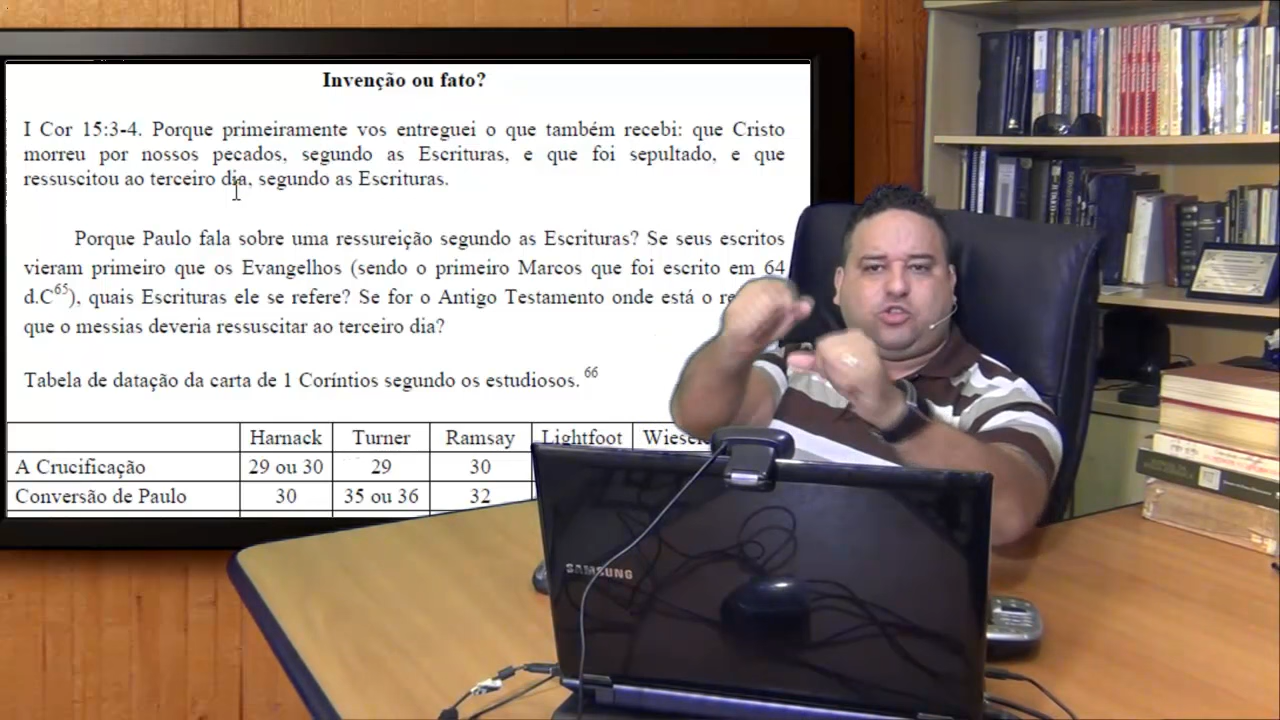 Invenção ou fato?
I Cor 15:3-4. Porque primeiramente vos entreguei o que também recebi: que Cristo
morreu por nossos pecados, segundo as Escrituras, e que foi sepultado, e que
ressuscitou ao terceiro dia, segundo as Escrituras.
Porque Paulo fala sobre uma ressureição segundo as Escrituras? Se seus escritos
vieram primeiro que os Evangelhos (sendo o primeiro Marcos que foi escrito em 64
d.C65), quais Escrituras ele se refere? Se for o Antigo Testamento onde está o
que o messias deveria ressuscitar ao terceiro dia?
Tabela de datação da carta de 1 Coríntios segundo os estudiosos. 66
Harnack Turner Ramsay Lightfoot
A Crucificação 29 ou 30 29 30
Conversão de Paulo 30 35 ou 36 32
SAMSUNG